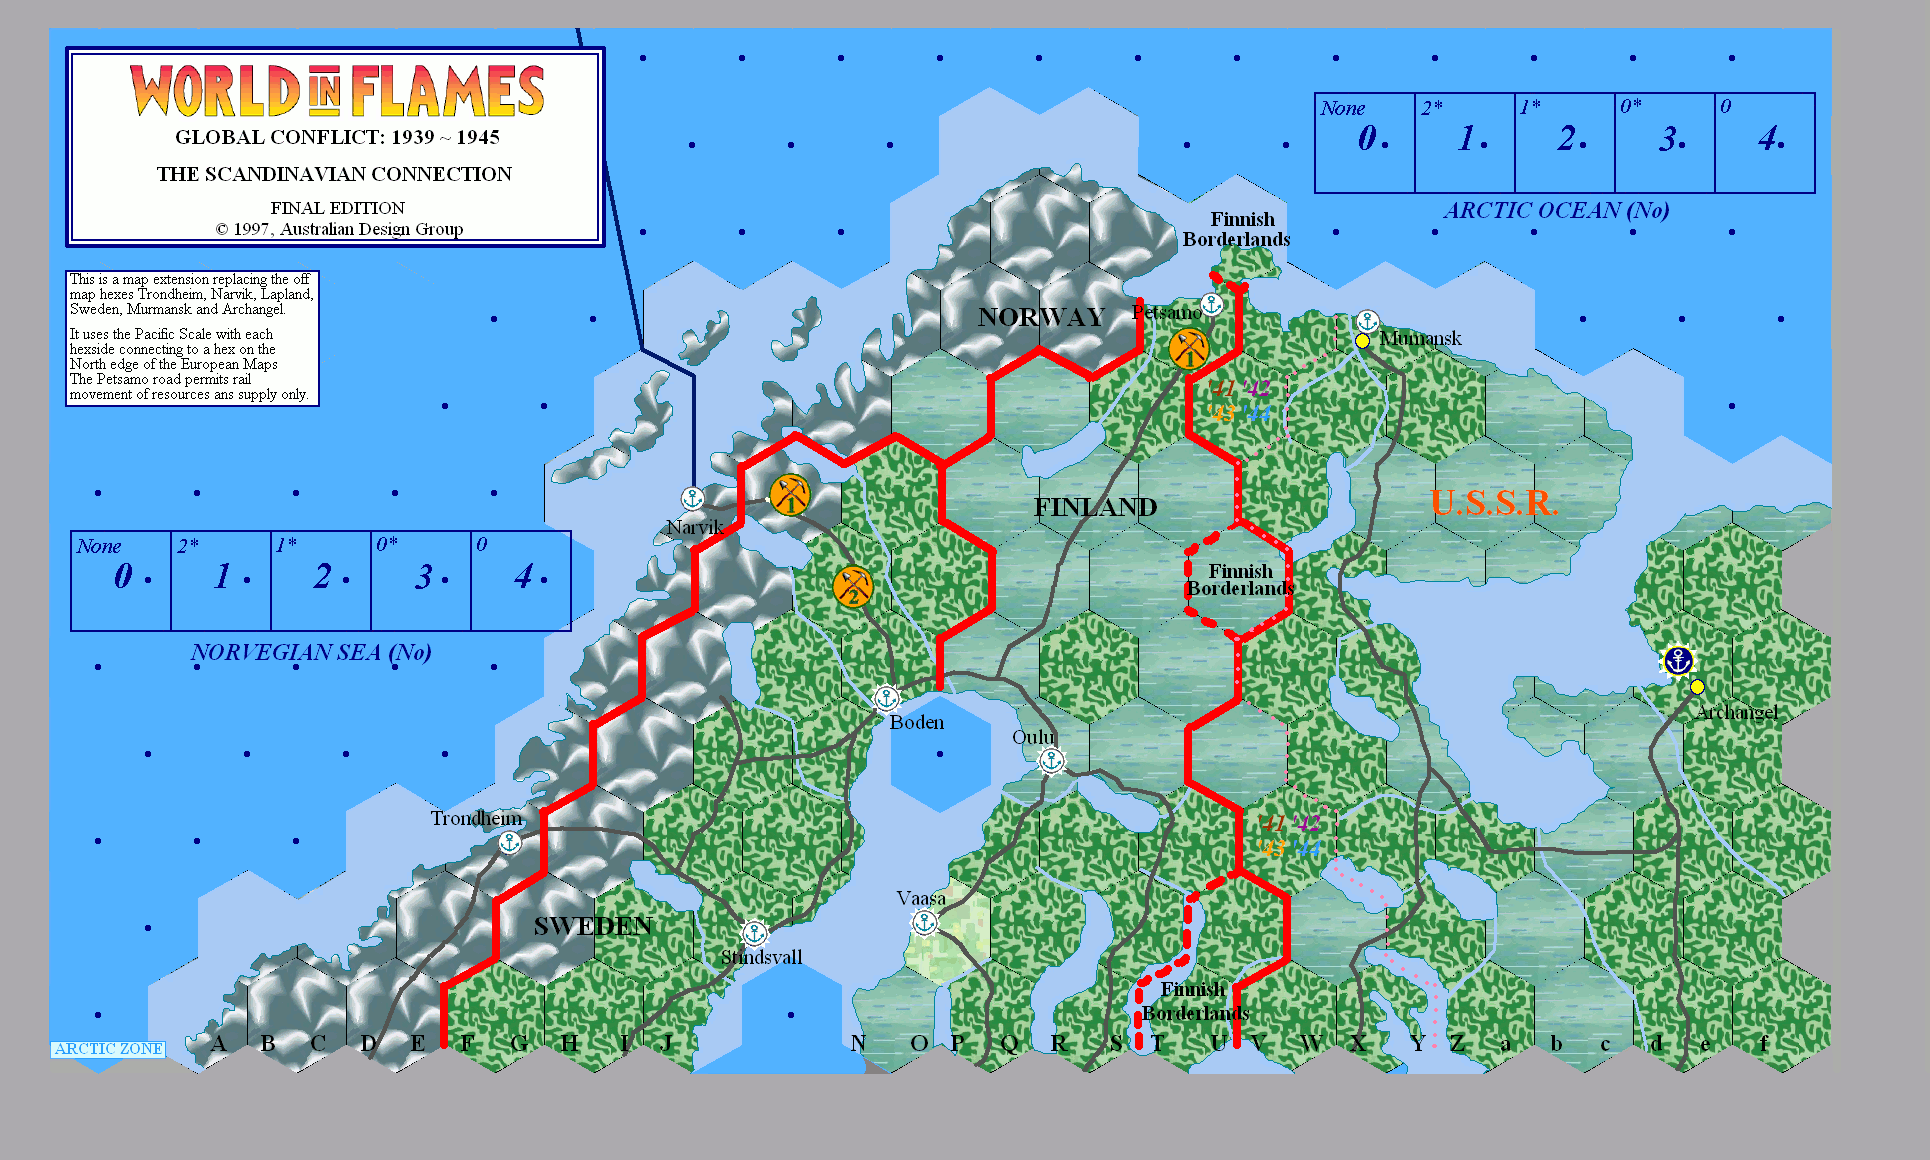 WORLD IN FLAMES
GLOBAL CONFLICT: 1939 ~ 1945
THE SCANDINAVIAN CONNECTION
FINAL EDITION
© 1997, Australian Design Group
This is a map extension replacing the off
map hexes Trondheim, Narvik, Lapland,
Sweden, Murmansk and Archangel.
It uses the Pacific Scale with each
hexside connecting to a hex on the
North edge of the European Maps
The Petsamo road permits rail
movement of resources ans supply only.
None 2* 1* 0* 0
0 . 1 . 2 . 3 . 4 .
ARCTIC OCEAN (No)
Finnish
Borderlands
NORWAY
Petsamo
1
Mumansk
'41 '42
'43 '44
1
Narvik
FINLAND
U.S.S.R.
None 2* 1* 0* 0
0 . 1 . 2 . 3 . 4 .
NORVEGIAN SEA (No)
2
Finnish
Borderlands
Boden
Archangel
Oulu
Trondheim
'41 '42
'43 '44
Vaasa
SWEDEN
Stindsvall
Finnish
Borderlands
ARCTIC ZONE
A B C D E F G H I J N O P Q R S T U V W X Y Z a b c d e f